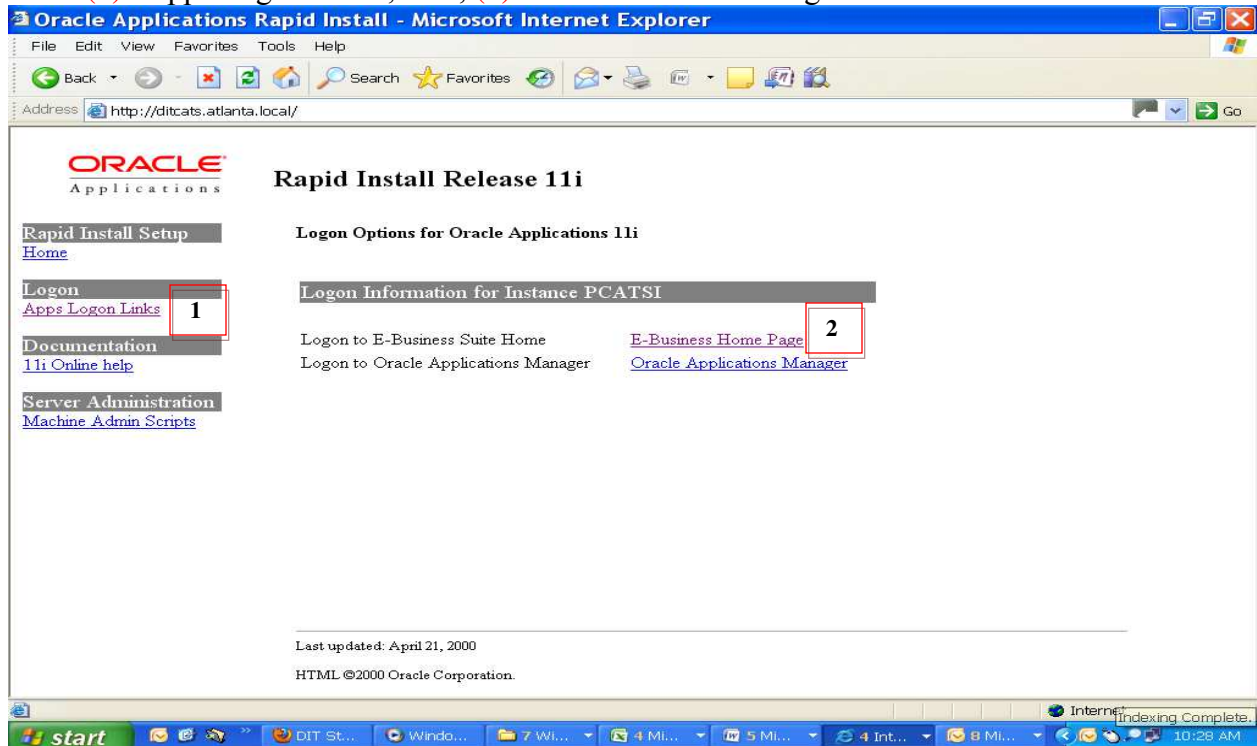 Oracle Applications Rapid Install - Microsoft Internet Explorer
File Edit View Favorites Tools Help
Back Search Favorites
Address http://ditcats.atlanta.local/ Go
ORACLE
Applications
Rapid Install Release 11i
Rapid Install Setup
Home
Logon Options for Oracle Applications 11i
Logon
Apps Logon Links
1
Logon Information for Instance PCATSI
2
Logon to E-Business Suite Home E-Business Home Page
Logon to Oracle Applications Manager Oracle Applications Manager
Documentation
11i Online help
Server Administration
Machine Admin Scripts
Last updated: April 21, 2000
HTML ©2000 Oracle Corporation.
Indexing Complete.
start DIT St... Windo... 7 Wi... 4 Mi... 5 Mi... 4 Int... 8 Mi... 10:28 AM